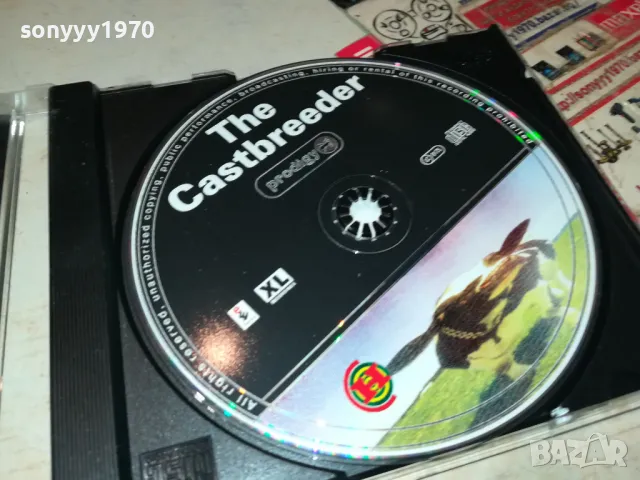 sonyyy1970
The
Castbreeder
prodigy
XL
All rights reserved, unauthorized copying, public performance, broadcasting, hiring or rental of this recording prohibited
BAZAR